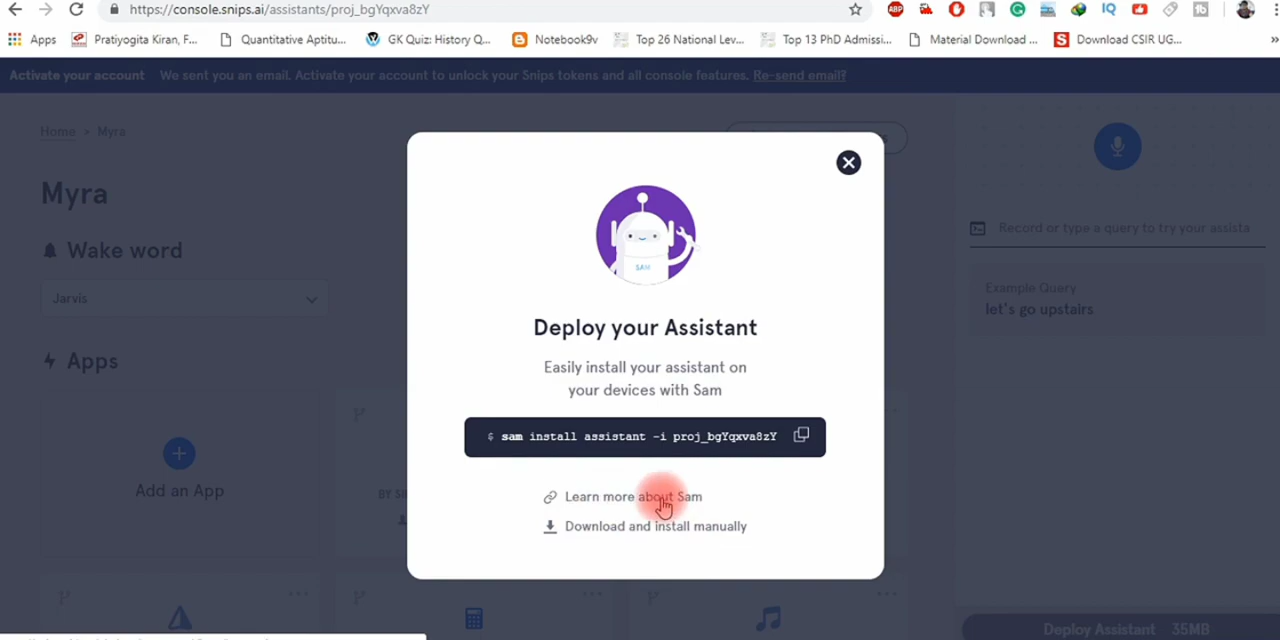 https://console.snips.ai/assistants/proj_bgYqxva8zY
ABP
IQ
Apps
Pratiyogita Kiran, F...
Quantitative Aptitu...
GK Quiz: History Q...
Notebook9v
Top 26 National Lev...
Top 13 PhD Admissi...
Material Download ...
S
Download CSIR UG...
»
Activate your account We sent you an email. Activate your account to unlock your Snips tokens and all console features. Re-send email?
Home » Myra
Myra
Wake word
Jarvis
Apps
Add an App
SAM
Deploy your Assistant
Easily install your assistant on
your devices with Sam
$ sam install assistant -i proj_bgYqxva8zY
Learn more about Sam
Download and install manually
Record or type a query to try your assista
Example Query
let's go upstairs
Deploy Assistant 35MB